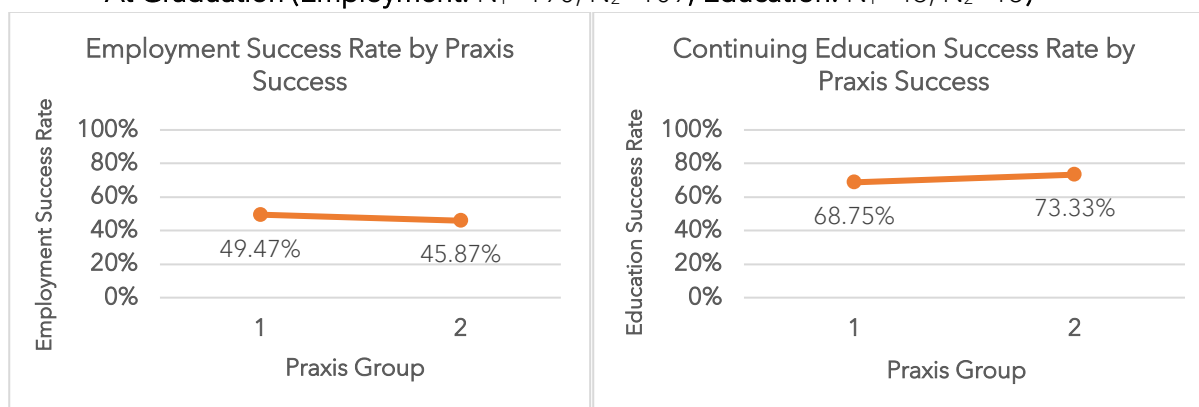 Employment Success Rate by Praxis
Success
Employment Success Rate
100%
80%
60%
40%
20%
0%
49.47%
45.87%
1 2
Praxis Group
Continuing Education Success Rate by
Praxis Success
Education Success Rate
100%
80%
60%
40%
20%
0%
68.75%
73.33%
1 2
Praxis Group